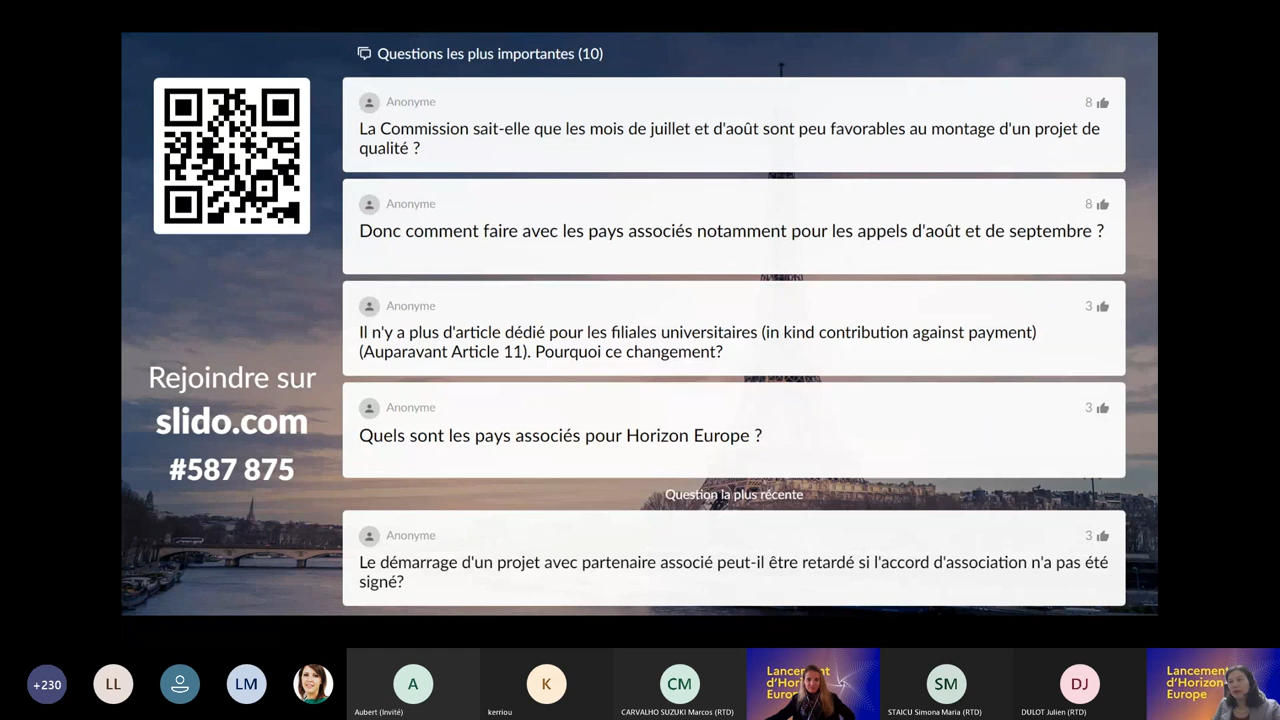 Questions les plus importantes (10)
Anonyme
8
La Commission sait-elle que les mois de juillet et d'août sont peu favorables au montage d'un projet de
qualité ?
Anonyme
8
Donc comment faire avec les pays associés notamment pour les appels d'août et de septembre ?
Anonyme
3
Il n'y a plus d'article dédié pour les filiales universitaires (in kind contribution against payment)
(Auparavant Article 11). Pourquoi ce changement?
Anonyme
3
Quels sont les pays associés pour Horizon Europe ?
Question la plus récente
Anonyme
3
Le démarrage d'un projet avec partenaire associé peut-il être retardé si l'accord d'association n'a pas été
signé?
Rejoindre sur
slido.com
#587 875
+230
LL
LM
A
Aubert (Invité)
K
kerriou
CM
CARVALHO SUZUKI Marcos (RTD)
Lancement
d'Horizon
Europe
SM
STAICU Simona Maria (RTD)
DJ
DULOT Julien (RTD)
Lancement
d'Horizon
Europe